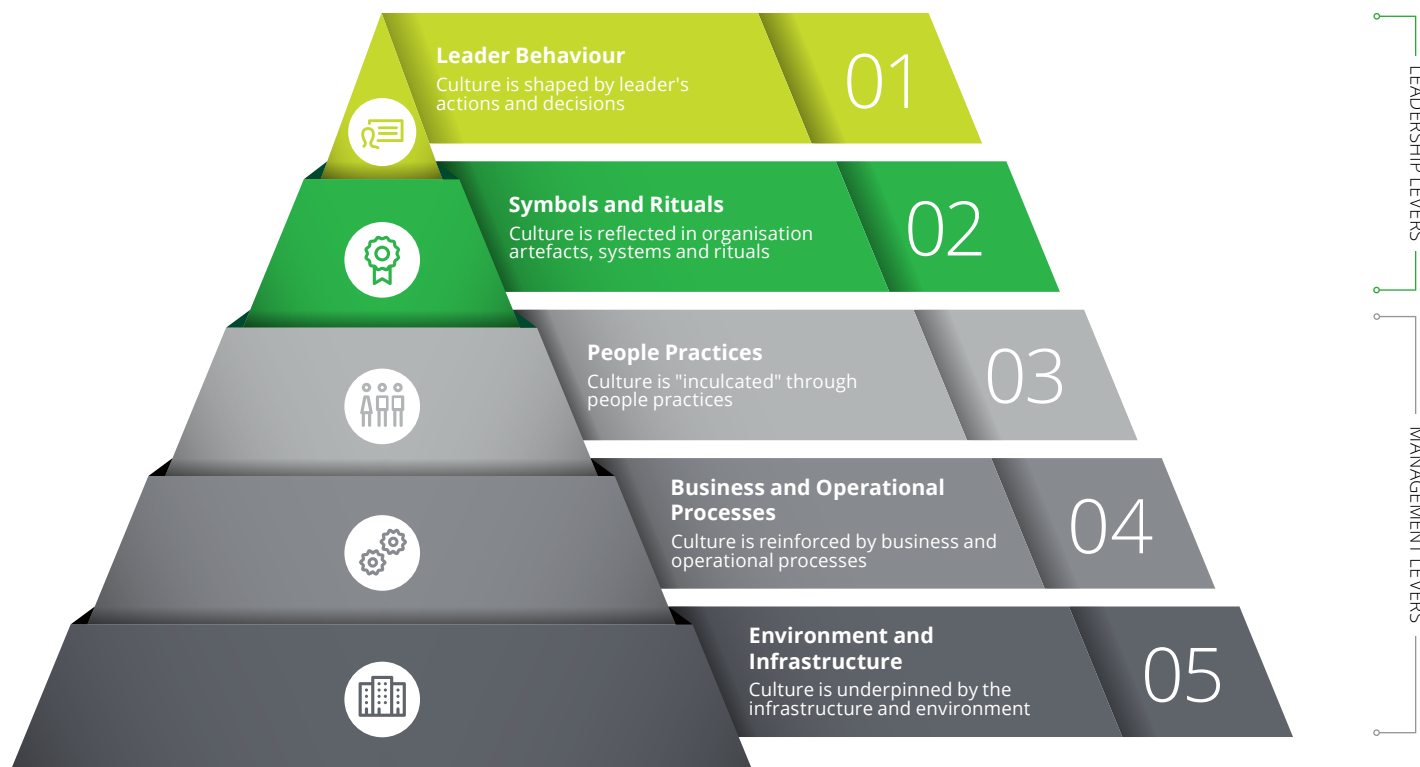 Leader Behaviour
Culture is shaped by leader's
actions and decisions
01
Symbols and Rituals
Culture is reflected in organisation
artefacts, systems and rituals
02
People Practices
Culture is "inculcated" through
people practices
03
Business and Operational
Processes
Culture is reinforced by business and
operational processes
04
Environment and
Infrastructure
Culture is underpinned by the
infrastructure and environment
05
LEADERSHIP LEVERS
MANAGEMENT LEVERS